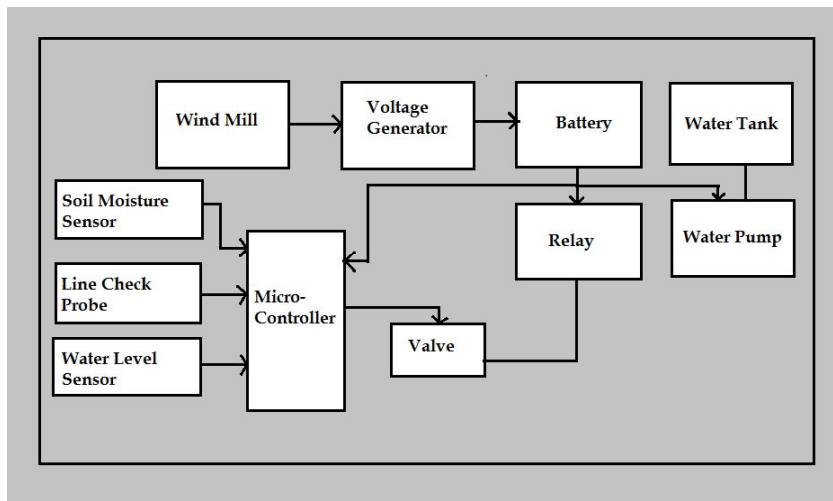 Wind Mill
Voltage
Generator
Battery
Water Tank
Soil Moisture
Sensor
Relay
Water Pump
Line Check
Probe
Micro-
Controller
Valve
Water Level
Sensor